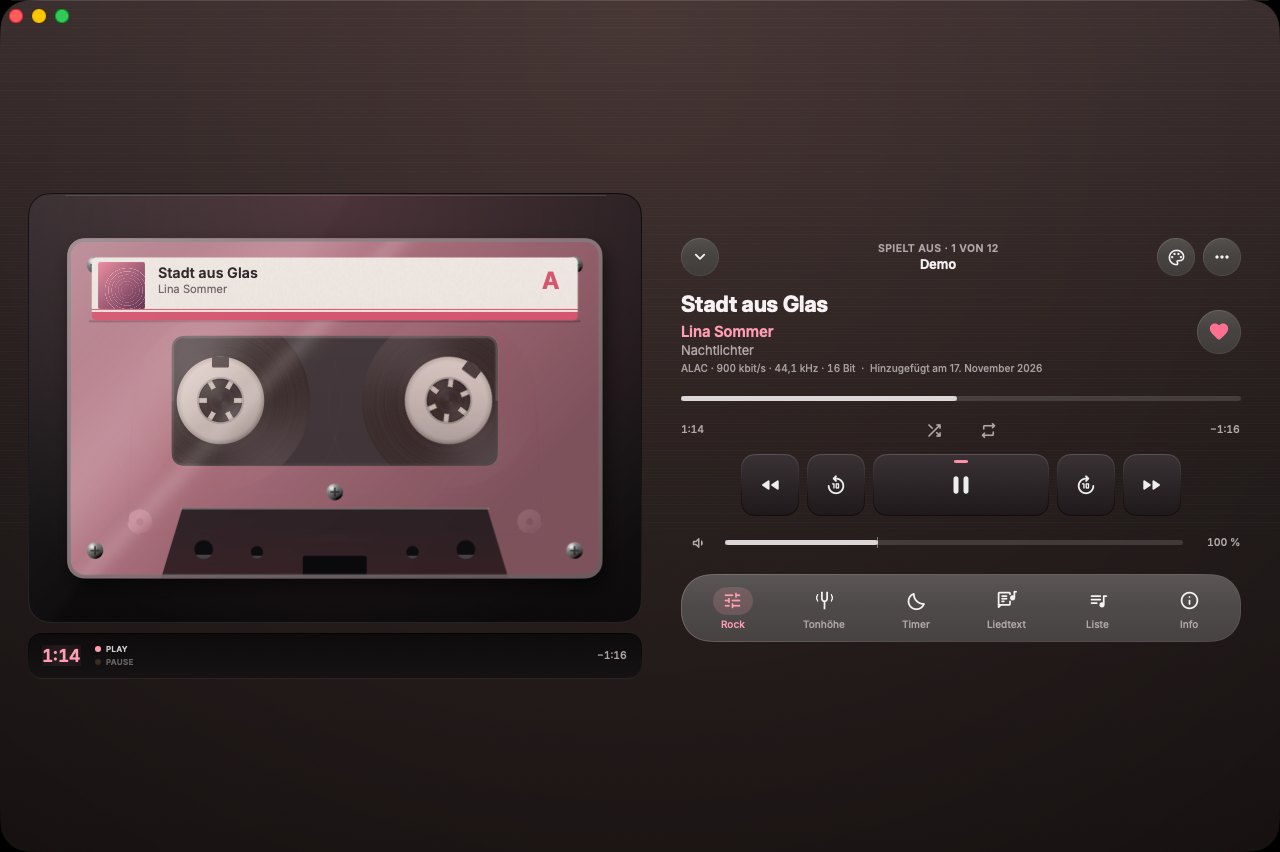 Stadt aus Glas
Lina Sommer
A
1:14
PLAY
PAUSE
−1:16
SPIELT AUS · 1 VON 12
Demo
Stadt aus Glas
Lina Sommer
Nachtlichter
ALAC · 900 kbit/s · 44,1 kHz · 16 Bit · Hinzugefügt am 17. November 2026
1:14
−1:16
10
10
100 %
Rock
Tonhöhe
Timer
Liedtext
Liste
Info